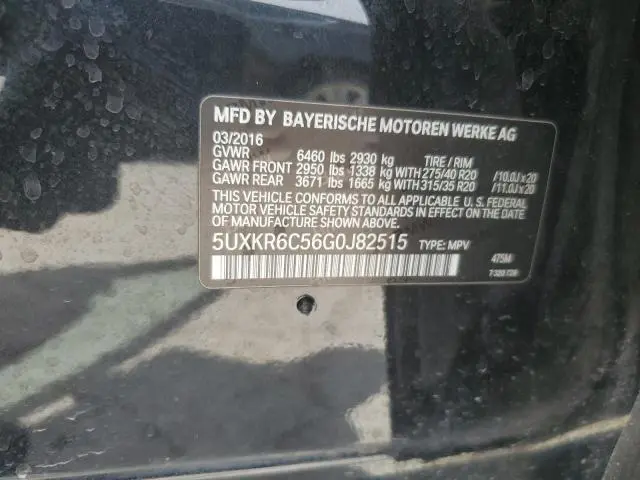 MFD BY BAYERISCHE MOTOREN WERKE AG
03/2016
GVWR 6460 lbs 2930 kg TIRE / RIM
GAWR FRONT 2950 lbs 1338 kg WITH 275/40 R20 /10.0J x 20
GAWR REAR 3671 lbs 1665 kg WITH 315/35 R20 /11.0J x 20
THIS VEHICLE CONFORMS TO ALL APPLICABLE U. S. FEDERAL
MOTOR VEHICLE SAFETY STANDARDS IN EFFECT ON THE DATE
OF MANUFACTURE SHOWN ABOVE.
5UXKR6C56G0J82515 TYPE: MPV
475M
7320726